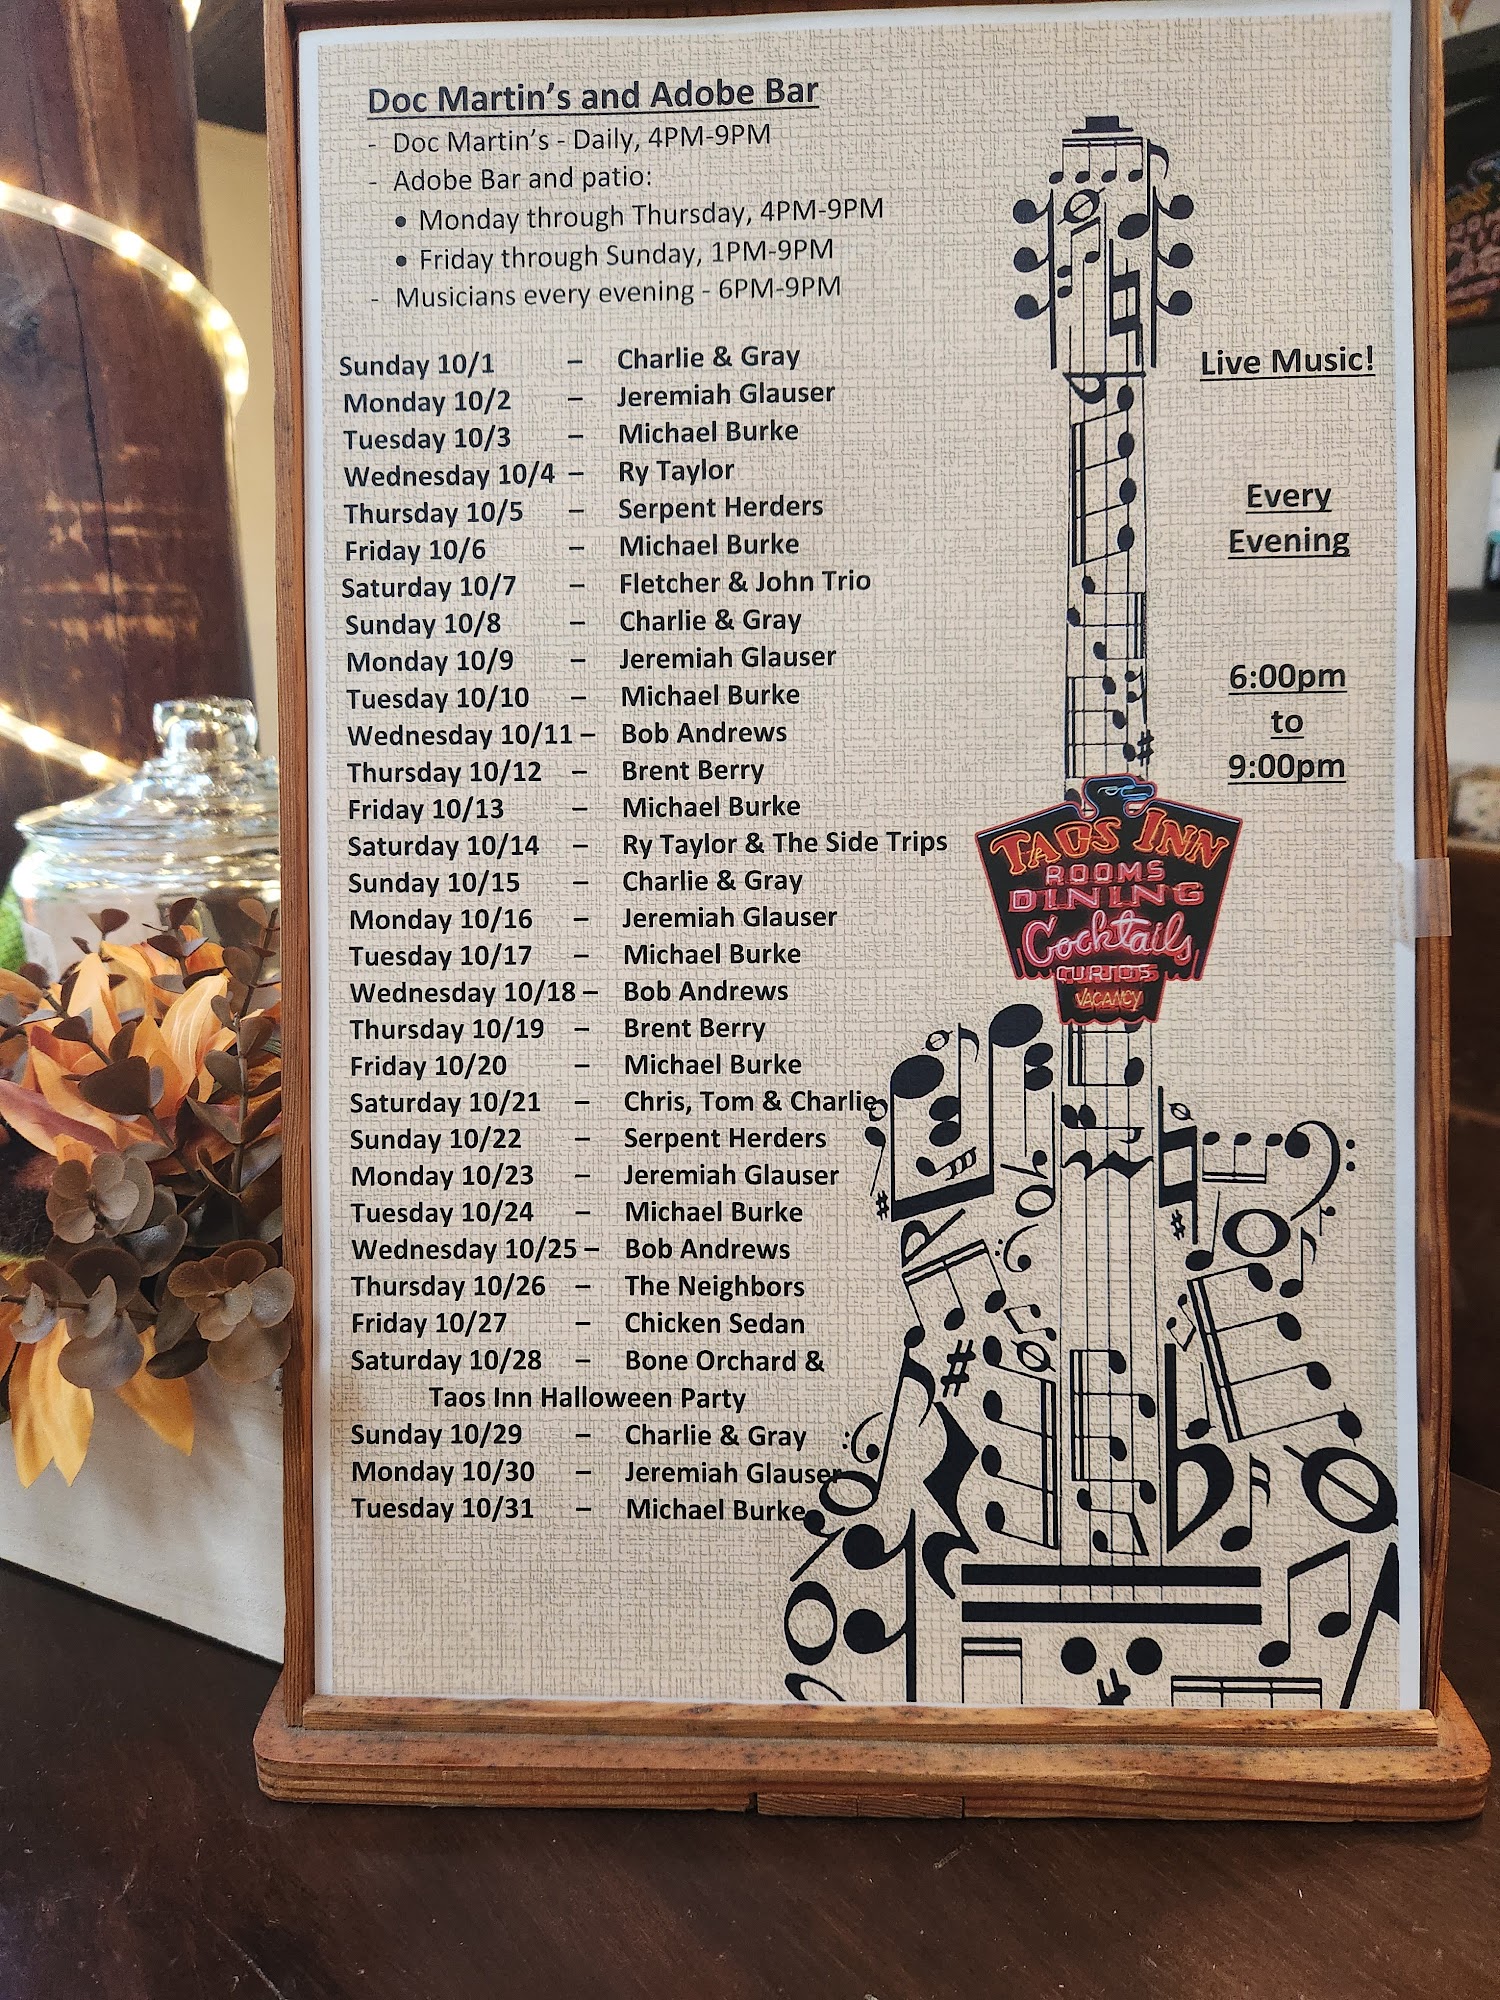 Doc Martin's and Adobe Bar
- Doc Martin's - Daily, 4PM-9PM
- Adobe Bar and patio:
• Monday through Thursday, 4PM-9PM
• Friday through Sunday, 1PM-9PM
- Musicians every evening - 6PM-9PM
Sunday 10/1 – Charlie & Gray
Monday 10/2 – Jeremiah Glauser
Tuesday 10/3 – Michael Burke
Wednesday 10/4 – Ry Taylor
Thursday 10/5 – Serpent Herders
Friday 10/6 – Michael Burke
Saturday 10/7 – Fletcher & John Trio
Sunday 10/8 – Charlie & Gray
Monday 10/9 – Jeremiah Glauser
Tuesday 10/10 – Michael Burke
Wednesday 10/11 – Bob Andrews
Thursday 10/12 – Brent Berry
Friday 10/13 – Michael Burke
Saturday 10/14 – Ry Taylor & The Side Trips
Sunday 10/15 – Charlie & Gray
Monday 10/16 – Jeremiah Glauser
Tuesday 10/17 – Michael Burke
Wednesday 10/18 – Bob Andrews
Thursday 10/19 – Brent Berry
Friday 10/20 – Michael Burke
Saturday 10/21 – Chris, Tom & Charlie
Sunday 10/22 – Serpent Herders
Monday 10/23 – Jeremiah Glauser
Tuesday 10/24 – Michael Burke
Wednesday 10/25 – Bob Andrews
Thursday 10/26 – The Neighbors
Friday 10/27 – Chicken Sedan
Saturday 10/28 – Bone Orchard &
Taos Inn Halloween Party
Sunday 10/29 – Charlie & Gray
Monday 10/30 – Jeremiah Glauser
Tuesday 10/31 – Michael Burke
Live Music!
Every
Evening
6:00pm
to
9:00pm
TAOS INN
ROOMS
DINING
Cocktails
CURIOS
VACANCY